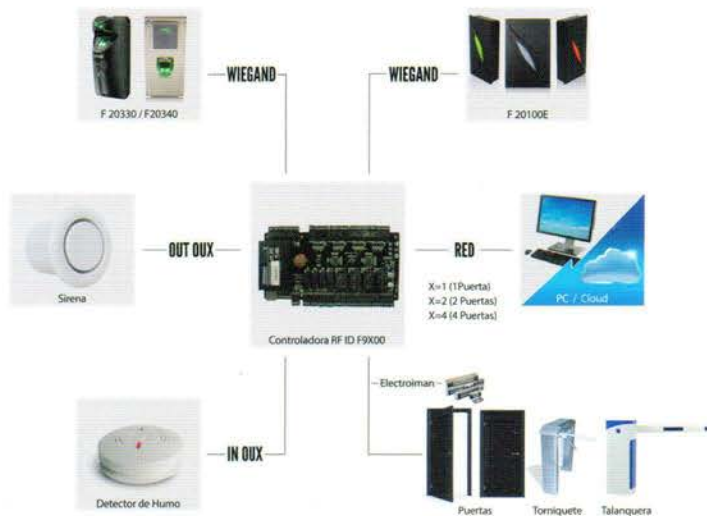 WIEGAND
WIEGAND
F 20330 / F20340
F 20100E
OUT OUX
RED
X=1 (1Puerta)
X=2 (2 Puertas)
X=4 (4 Puertas)
Sirena
PC / Cloud
Controladora RF ID F9X00
Electroiman
IN OUX
Detector de Humo
Puertas
Torniquete
Talanquera